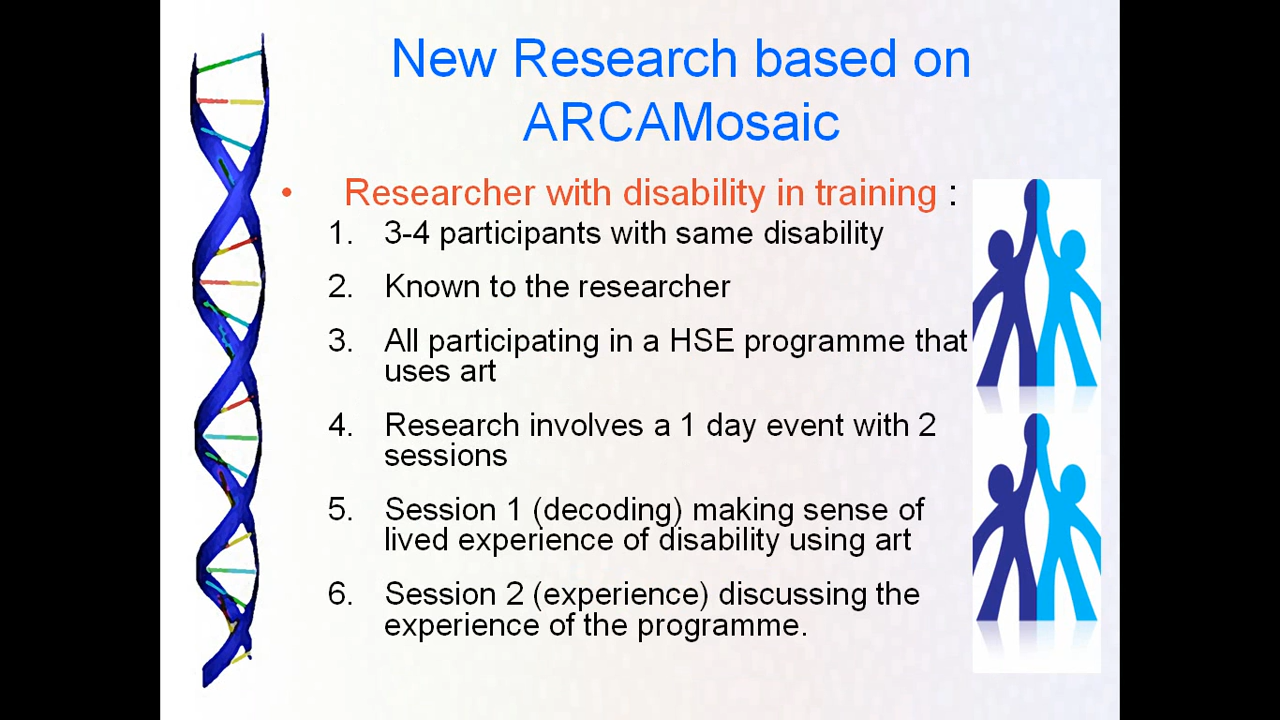 New Research based on
ARCAMosaic
• Researcher with disability in training :
1. 3-4 participants with same disability
2. Known to the researcher
3. All participating in a HSE programme that
uses art
4. Research involves a 1 day event with 2
sessions
5. Session 1 (decoding) making sense of
lived experience of disability using art
6. Session 2 (experience) discussing the
experience of the programme.